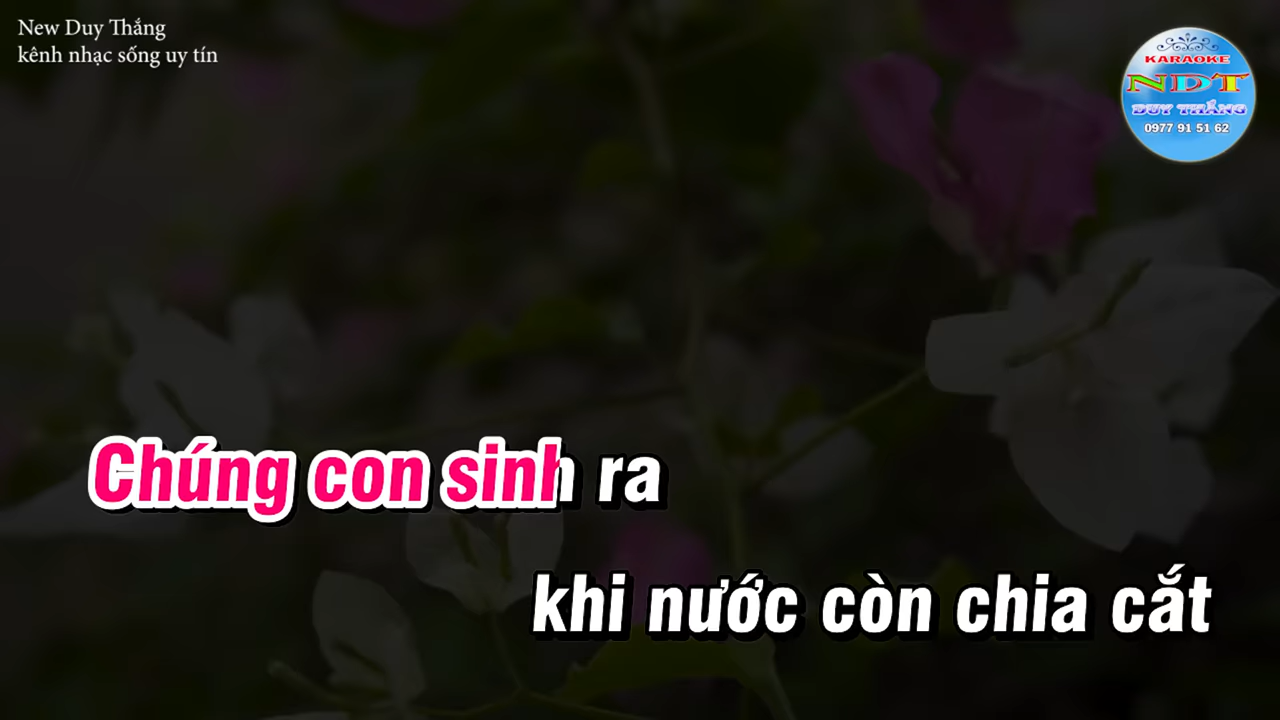 New Duy Thắng
kênh nhạc sống uy tín
KARAOKE
NDT
DUY THẮNG
0977 91 51 62
Chúng con sinh ra
khi nước còn chia cắt